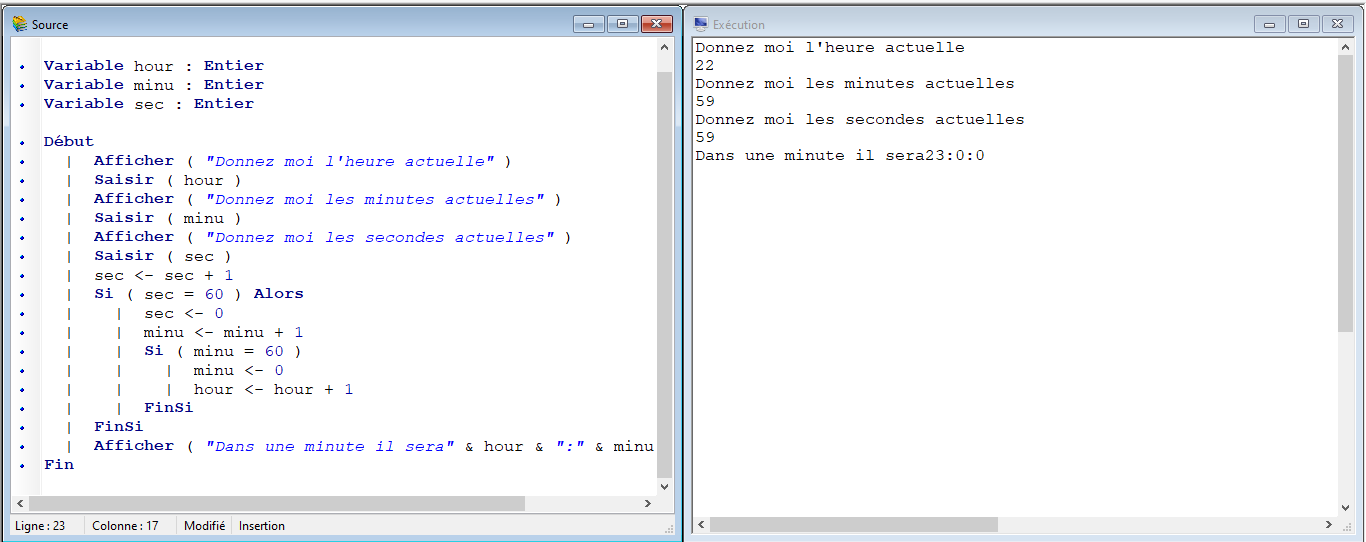 Source
Variable hour : Entier
Variable minu : Entier
Variable sec : Entier
Début
Afficher ( "Donnez moi l'heure actuelle" )
Saisir ( hour )
Afficher ( "Donnez moi les minutes actuelles" )
Saisir ( minu )
Afficher ( "Donnez moi les secondes actuelles" )
Saisir ( sec )
sec <- sec + 1
Si ( sec = 60 ) Alors
sec <- 0
minu <- minu + 1
Si ( minu = 60 )
minu <- 0
hour <- hour + 1
FinSi
FinSi
Afficher ( "Dans une minute il sera" & hour & ":" & minu
Fin
Ligne : 23 Colonne : 17 Modifié Insertion
Exécution
Donnez moi l'heure actuelle
22
Donnez moi les minutes actuelles
59
Donnez moi les secondes actuelles
59
Dans une minute il sera23:0:0